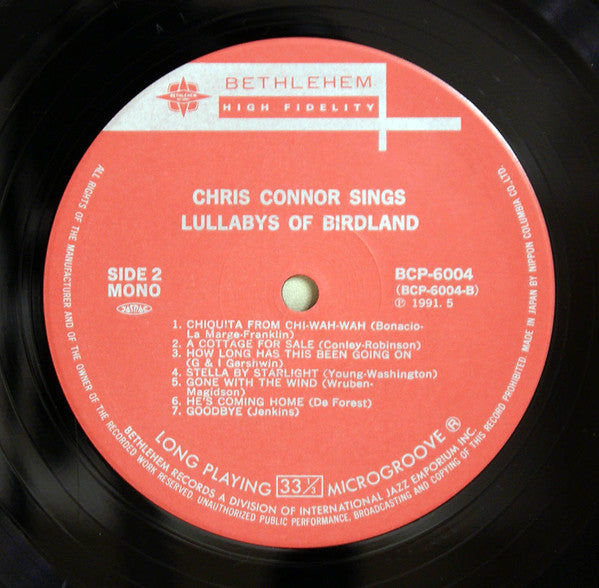 BETHLEHEM
BETHLEHEM
HIGH FIDELITY
CHRIS CONNOR SINGS
LULLABYS OF BIRDLAND
SIDE 2
MONO
JASRAC
BCP-6004
(BCP-6004-B)
Ⓟ 1991. 5
1. CHIQUITA FROM CHI-WAH-WAH (Bonacio-
La Marge-Franklin)
2. A COTTAGE FOR SALE (Conley-Robinson)
3. HOW LONG HAS THIS BEEN GOING ON
(G & I Gershwin)
4. STELLA BY STARLIGHT (Young-Washington)
5. GONE WITH THE WIND (Wruben-
Magidson)
6. HE'S COMING HOME (De Forest)
7. GOODBYE (Jenkins)
LONG PLAYING 33⅓ MICROGROOVE ®
BETHLEHEM RECORDS A DIVISION OF INTERNATIONAL JAZZ EMPORIUM INC.
ALL RIGHTS OF THE MANUFACTURER AND OF THE OWNER OF THE RECORDED WORK RESERVED. UNAUTHORIZED PUBLIC PERFORMANCE, BROADCASTING AND COPYING OF THIS RECORD PROHIBITED. MADE IN JAPAN BY NIPPON COLUMBIA CO., LTD.